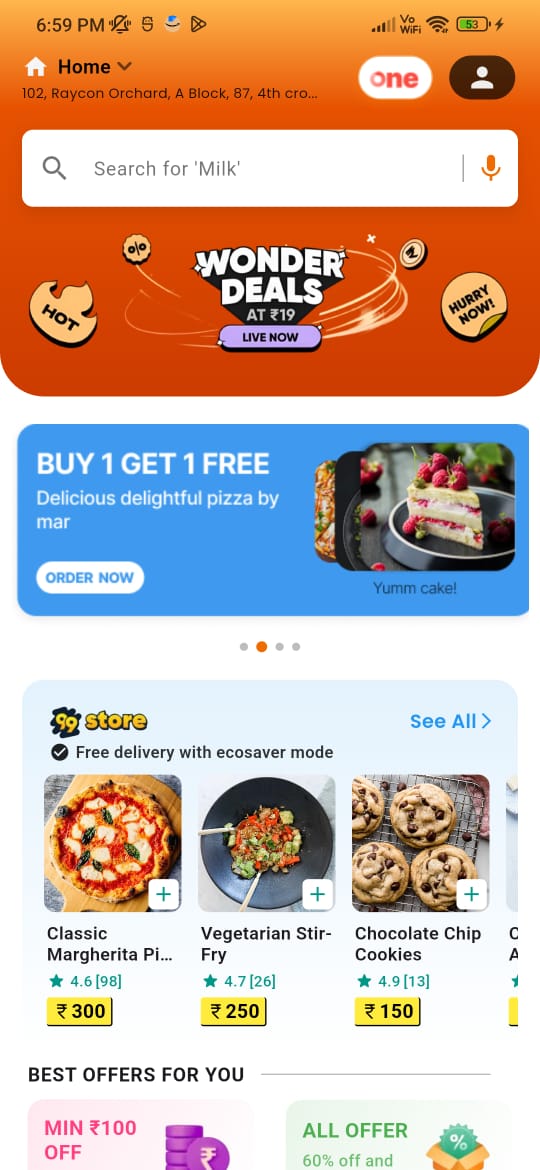 6:59 PM
Vo
WiFi
53
Home
one
102, Raycon Orchard, A Block, 87, 4th cro...
Search for 'Milk'
%
2
WONDER
DEALS
AT ₹19
LIVE NOW
HOT
HURRY
NOW!
BUY 1 GET 1 FREE
Delicious delightful pizza by
mar
ORDER NOW
Yumm cake!
99 store
See All
Free delivery with ecosaver mode
Classic
Margherita Pi...
4.6 [98]
₹ 300
Vegetarian Stir-
Fry
4.7 [26]
₹ 250
Chocolate Chip
Cookies
4.9 [13]
₹ 150
BEST OFFERS FOR YOU
MIN ₹100
OFF
₹
ALL OFFER
60% off and
%